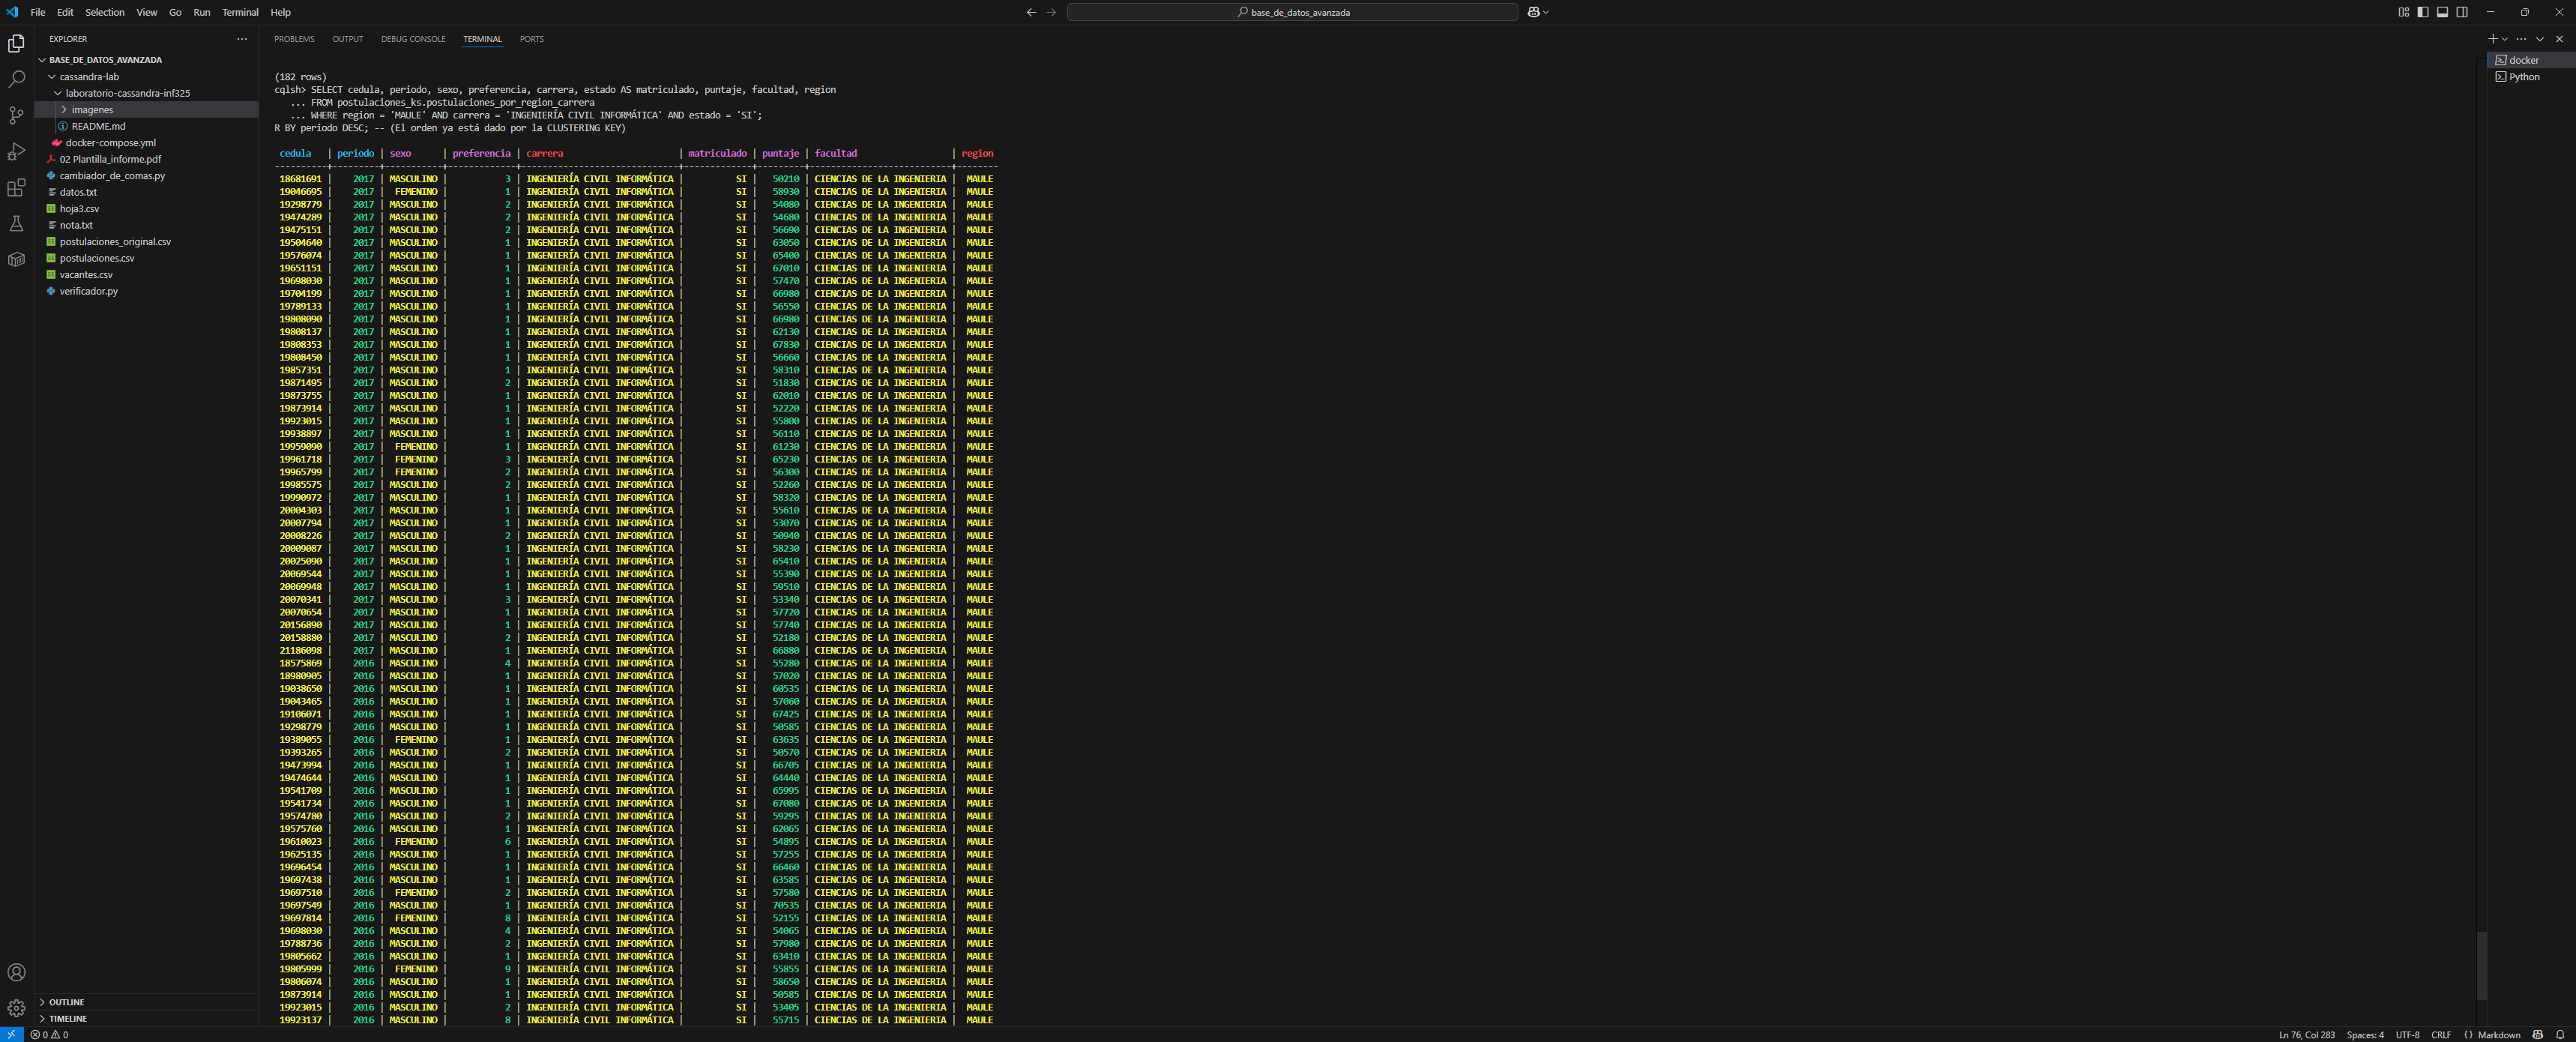 File Edit Selection View Go Run Terminal Help
base_de_datos_avanzada
EXPLORER
BASE_DE_DATOS_AVANZADA
cassandra-lab
laboratorio-cassandra-inf325
imagenes
README.md
docker-compose.yml
02 Plantilla_informe.pdf
cambiador_de_comas.py
datos.txt
hoja3.csv
nota.txt
postulaciones_original.csv
postulaciones.csv
vacantes.csv
verificador.py
OUTLINE
TIMELINE
PROBLEMS OUTPUT DEBUG CONSOLE TERMINAL PORTS
docker
Python
(182 rows)
cqlsh> SELECT cedula, periodo, sexo, preferencia, carrera, estado AS matriculado, puntaje, facultad, region
... FROM postulaciones_ks.postulaciones_por_region_carrera
... WHERE region = 'MAULE' AND carrera = 'INGENIERÍA CIVIL INFORMÁTICA' AND estado = 'SI';
R BY periodo DESC; -- (El orden ya está dado por la CLUSTERING KEY)
cedula | periodo | sexo | preferencia | carrera | matriculado | puntaje | facultad | region
18681691 | 2017 | MASCULINO | 3 | INGENIERÍA CIVIL INFORMÁTICA | SI | 50210 | CIENCIAS DE LA INGENIERIA | MAULE
19046695 | 2017 | FEMENINO | 1 | INGENIERÍA CIVIL INFORMÁTICA | SI | 58930 | CIENCIAS DE LA INGENIERIA | MAULE
19298779 | 2017 | MASCULINO | 2 | INGENIERÍA CIVIL INFORMÁTICA | SI | 54080 | CIENCIAS DE LA INGENIERIA | MAULE
19474289 | 2017 | MASCULINO | 2 | INGENIERÍA CIVIL INFORMÁTICA | SI | 54680 | CIENCIAS DE LA INGENIERIA | MAULE
19475151 | 2017 | MASCULINO | 2 | INGENIERÍA CIVIL INFORMÁTICA | SI | 56690 | CIENCIAS DE LA INGENIERIA | MAULE
19504640 | 2017 | MASCULINO | 1 | INGENIERÍA CIVIL INFORMÁTICA | SI | 63050 | CIENCIAS DE LA INGENIERIA | MAULE
19576074 | 2017 | MASCULINO | 1 | INGENIERÍA CIVIL INFORMÁTICA | SI | 65400 | CIENCIAS DE LA INGENIERIA | MAULE
19651151 | 2017 | MASCULINO | 1 | INGENIERÍA CIVIL INFORMÁTICA | SI | 67010 | CIENCIAS DE LA INGENIERIA | MAULE
19698030 | 2017 | MASCULINO | 1 | INGENIERÍA CIVIL INFORMÁTICA | SI | 57470 | CIENCIAS DE LA INGENIERIA | MAULE
19704199 | 2017 | MASCULINO | 1 | INGENIERÍA CIVIL INFORMÁTICA | SI | 66980 | CIENCIAS DE LA INGENIERIA | MAULE
19789133 | 2017 | MASCULINO | 1 | INGENIERÍA CIVIL INFORMÁTICA | SI | 56550 | CIENCIAS DE LA INGENIERIA | MAULE
19808090 | 2017 | MASCULINO | 1 | INGENIERÍA CIVIL INFORMÁTICA | SI | 66980 | CIENCIAS DE LA INGENIERIA | MAULE
19808137 | 2017 | MASCULINO | 1 | INGENIERÍA CIVIL INFORMÁTICA | SI | 62130 | CIENCIAS DE LA INGENIERIA | MAULE
19808353 | 2017 | MASCULINO | 1 | INGENIERÍA CIVIL INFORMÁTICA | SI | 67830 | CIENCIAS DE LA INGENIERIA | MAULE
19808450 | 2017 | MASCULINO | 1 | INGENIERÍA CIVIL INFORMÁTICA | SI | 56660 | CIENCIAS DE LA INGENIERIA | MAULE
19857351 | 2017 | MASCULINO | 1 | INGENIERÍA CIVIL INFORMÁTICA | SI | 58310 | CIENCIAS DE LA INGENIERIA | MAULE
19871495 | 2017 | MASCULINO | 2 | INGENIERÍA CIVIL INFORMÁTICA | SI | 51830 | CIENCIAS DE LA INGENIERIA | MAULE
19873755 | 2017 | MASCULINO | 1 | INGENIERÍA CIVIL INFORMÁTICA | SI | 62010 | CIENCIAS DE LA INGENIERIA | MAULE
19873914 | 2017 | MASCULINO | 1 | INGENIERÍA CIVIL INFORMÁTICA | SI | 52220 | CIENCIAS DE LA INGENIERIA | MAULE
19923015 | 2017 | MASCULINO | 1 | INGENIERÍA CIVIL INFORMÁTICA | SI | 55800 | CIENCIAS DE LA INGENIERIA | MAULE
19938897 | 2017 | MASCULINO | 1 | INGENIERÍA CIVIL INFORMÁTICA | SI | 56110 | CIENCIAS DE LA INGENIERIA | MAULE
19959090 | 2017 | FEMENINO | 1 | INGENIERÍA CIVIL INFORMÁTICA | SI | 61230 | CIENCIAS DE LA INGENIERIA | MAULE
19961718 | 2017 | FEMENINO | 3 | INGENIERÍA CIVIL INFORMÁTICA | SI | 65230 | CIENCIAS DE LA INGENIERIA | MAULE
19965799 | 2017 | FEMENINO | 2 | INGENIERÍA CIVIL INFORMÁTICA | SI | 56300 | CIENCIAS DE LA INGENIERIA | MAULE
19985575 | 2017 | MASCULINO | 2 | INGENIERÍA CIVIL INFORMÁTICA | SI | 52260 | CIENCIAS DE LA INGENIERIA | MAULE
19990972 | 2017 | MASCULINO | 1 | INGENIERÍA CIVIL INFORMÁTICA | SI | 58320 | CIENCIAS DE LA INGENIERIA | MAULE
20004303 | 2017 | MASCULINO | 1 | INGENIERÍA CIVIL INFORMÁTICA | SI | 55610 | CIENCIAS DE LA INGENIERIA | MAULE
20007794 | 2017 | MASCULINO | 1 | INGENIERÍA CIVIL INFORMÁTICA | SI | 53070 | CIENCIAS DE LA INGENIERIA | MAULE
20008226 | 2017 | MASCULINO | 2 | INGENIERÍA CIVIL INFORMÁTICA | SI | 50940 | CIENCIAS DE LA INGENIERIA | MAULE
20009087 | 2017 | MASCULINO | 1 | INGENIERÍA CIVIL INFORMÁTICA | SI | 58230 | CIENCIAS DE LA INGENIERIA | MAULE
20025090 | 2017 | MASCULINO | 1 | INGENIERÍA CIVIL INFORMÁTICA | SI | 65410 | CIENCIAS DE LA INGENIERIA | MAULE
20069544 | 2017 | MASCULINO | 1 | INGENIERÍA CIVIL INFORMÁTICA | SI | 55390 | CIENCIAS DE LA INGENIERIA | MAULE
20069948 | 2017 | MASCULINO | 1 | INGENIERÍA CIVIL INFORMÁTICA | SI | 59510 | CIENCIAS DE LA INGENIERIA | MAULE
20070341 | 2017 | MASCULINO | 3 | INGENIERÍA CIVIL INFORMÁTICA | SI | 53340 | CIENCIAS DE LA INGENIERIA | MAULE
20070654 | 2017 | MASCULINO | 1 | INGENIERÍA CIVIL INFORMÁTICA | SI | 57720 | CIENCIAS DE LA INGENIERIA | MAULE
20156890 | 2017 | MASCULINO | 1 | INGENIERÍA CIVIL INFORMÁTICA | SI | 57740 | CIENCIAS DE LA INGENIERIA | MAULE
20158880 | 2017 | MASCULINO | 2 | INGENIERÍA CIVIL INFORMÁTICA | SI | 52180 | CIENCIAS DE LA INGENIERIA | MAULE
21186098 | 2017 | MASCULINO | 1 | INGENIERÍA CIVIL INFORMÁTICA | SI | 66880 | CIENCIAS DE LA INGENIERIA | MAULE
18575869 | 2016 | MASCULINO | 4 | INGENIERÍA CIVIL INFORMÁTICA | SI | 55280 | CIENCIAS DE LA INGENIERIA | MAULE
18980905 | 2016 | MASCULINO | 1 | INGENIERÍA CIVIL INFORMÁTICA | SI | 57020 | CIENCIAS DE LA INGENIERIA | MAULE
19038650 | 2016 | MASCULINO | 1 | INGENIERÍA CIVIL INFORMÁTICA | SI | 60535 | CIENCIAS DE LA INGENIERIA | MAULE
19043465 | 2016 | MASCULINO | 1 | INGENIERÍA CIVIL INFORMÁTICA | SI | 57060 | CIENCIAS DE LA INGENIERIA | MAULE
19106071 | 2016 | MASCULINO | 1 | INGENIERÍA CIVIL INFORMÁTICA | SI | 67425 | CIENCIAS DE LA INGENIERIA | MAULE
19298779 | 2016 | MASCULINO | 1 | INGENIERÍA CIVIL INFORMÁTICA | SI | 50585 | CIENCIAS DE LA INGENIERIA | MAULE
19389055 | 2016 | FEMENINO | 1 | INGENIERÍA CIVIL INFORMÁTICA | SI | 63635 | CIENCIAS DE LA INGENIERIA | MAULE
19393265 | 2016 | MASCULINO | 2 | INGENIERÍA CIVIL INFORMÁTICA | SI | 50570 | CIENCIAS DE LA INGENIERIA | MAULE
19473994 | 2016 | MASCULINO | 1 | INGENIERÍA CIVIL INFORMÁTICA | SI | 66705 | CIENCIAS DE LA INGENIERIA | MAULE
19474644 | 2016 | MASCULINO | 1 | INGENIERÍA CIVIL INFORMÁTICA | SI | 64440 | CIENCIAS DE LA INGENIERIA | MAULE
19541709 | 2016 | MASCULINO | 1 | INGENIERÍA CIVIL INFORMÁTICA | SI | 65995 | CIENCIAS DE LA INGENIERIA | MAULE
19541734 | 2016 | MASCULINO | 1 | INGENIERÍA CIVIL INFORMÁTICA | SI | 67080 | CIENCIAS DE LA INGENIERIA | MAULE
19574780 | 2016 | MASCULINO | 2 | INGENIERÍA CIVIL INFORMÁTICA | SI | 59295 | CIENCIAS DE LA INGENIERIA | MAULE
19575760 | 2016 | MASCULINO | 1 | INGENIERÍA CIVIL INFORMÁTICA | SI | 62065 | CIENCIAS DE LA INGENIERIA | MAULE
19610023 | 2016 | FEMENINO | 6 | INGENIERÍA CIVIL INFORMÁTICA | SI | 54895 | CIENCIAS DE LA INGENIERIA | MAULE
19625135 | 2016 | MASCULINO | 1 | INGENIERÍA CIVIL INFORMÁTICA | SI | 57255 | CIENCIAS DE LA INGENIERIA | MAULE
19696454 | 2016 | MASCULINO | 1 | INGENIERÍA CIVIL INFORMÁTICA | SI | 66460 | CIENCIAS DE LA INGENIERIA | MAULE
19697438 | 2016 | MASCULINO | 1 | INGENIERÍA CIVIL INFORMÁTICA | SI | 63585 | CIENCIAS DE LA INGENIERIA | MAULE
19697510 | 2016 | FEMENINO | 2 | INGENIERÍA CIVIL INFORMÁTICA | SI | 57580 | CIENCIAS DE LA INGENIERIA | MAULE
19697549 | 2016 | MASCULINO | 1 | INGENIERÍA CIVIL INFORMÁTICA | SI | 70535 | CIENCIAS DE LA INGENIERIA | MAULE
19697814 | 2016 | FEMENINO | 8 | INGENIERÍA CIVIL INFORMÁTICA | SI | 52155 | CIENCIAS DE LA INGENIERIA | MAULE
19698030 | 2016 | MASCULINO | 4 | INGENIERÍA CIVIL INFORMÁTICA | SI | 54065 | CIENCIAS DE LA INGENIERIA | MAULE
19788736 | 2016 | MASCULINO | 2 | INGENIERÍA CIVIL INFORMÁTICA | SI | 57980 | CIENCIAS DE LA INGENIERIA | MAULE
19805662 | 2016 | MASCULINO | 1 | INGENIERÍA CIVIL INFORMÁTICA | SI | 63410 | CIENCIAS DE LA INGENIERIA | MAULE
19805999 | 2016 | FEMENINO | 9 | INGENIERÍA CIVIL INFORMÁTICA | SI | 55855 | CIENCIAS DE LA INGENIERIA | MAULE
19806074 | 2016 | MASCULINO | 1 | INGENIERÍA CIVIL INFORMÁTICA | SI | 58650 | CIENCIAS DE LA INGENIERIA | MAULE
19873914 | 2016 | MASCULINO | 1 | INGENIERÍA CIVIL INFORMÁTICA | SI | 50585 | CIENCIAS DE LA INGENIERIA | MAULE
19923015 | 2016 | MASCULINO | 2 | INGENIERÍA CIVIL INFORMÁTICA | SI | 53405 | CIENCIAS DE LA INGENIERIA | MAULE
19923137 | 2016 | MASCULINO | 8 | INGENIERÍA CIVIL INFORMÁTICA | SI | 55715 | CIENCIAS DE LA INGENIERIA | MAULE
0 0
Ln 76, Col 283 Spaces: 4 UTF-8 CRLF {} Markdown